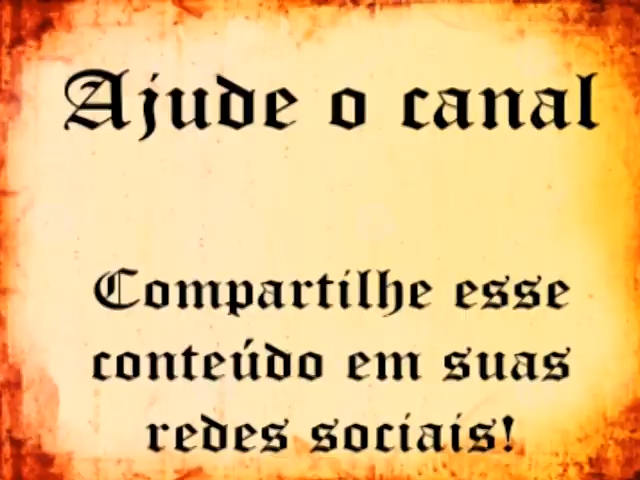 Ajude o canal
Compartilhe esse
conteúdo em suas
redes sociais!